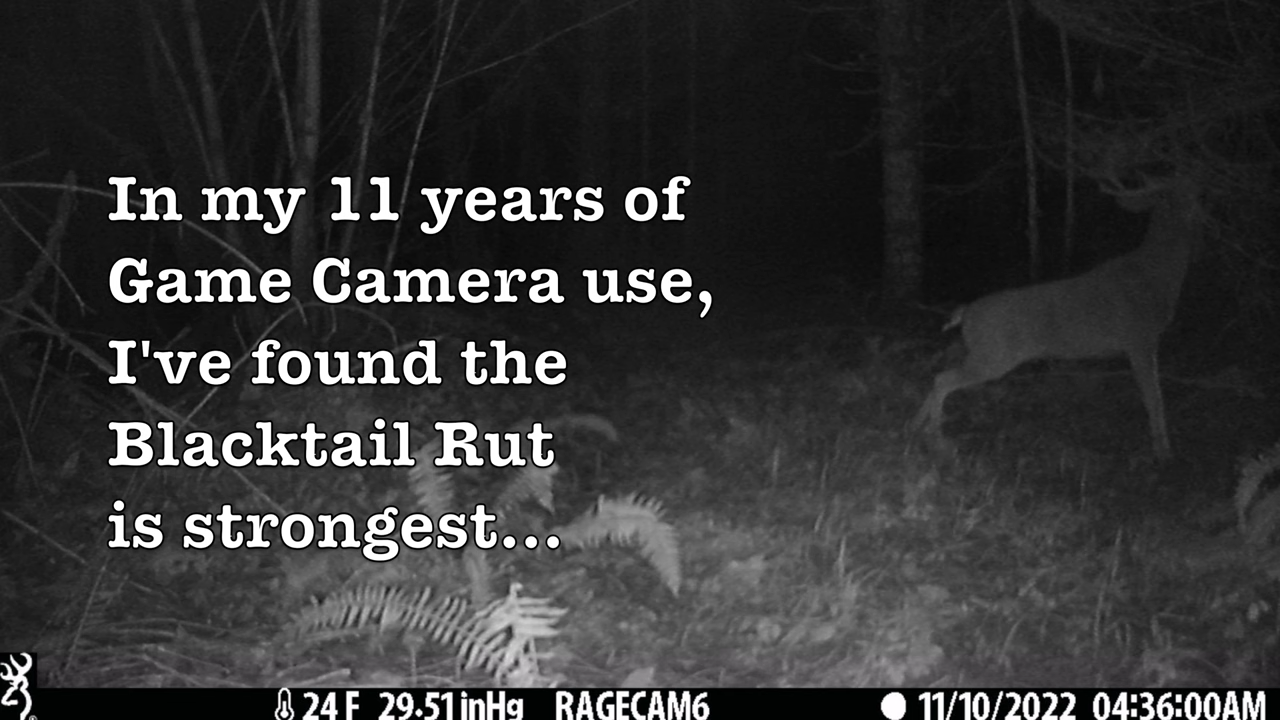 In my 11 years of
Game Camera use,
I've found the
Blacktail Rut
is strongest...
24 F 29.51 inHg RAGECAM6 11/10/2022 04:36:00AM